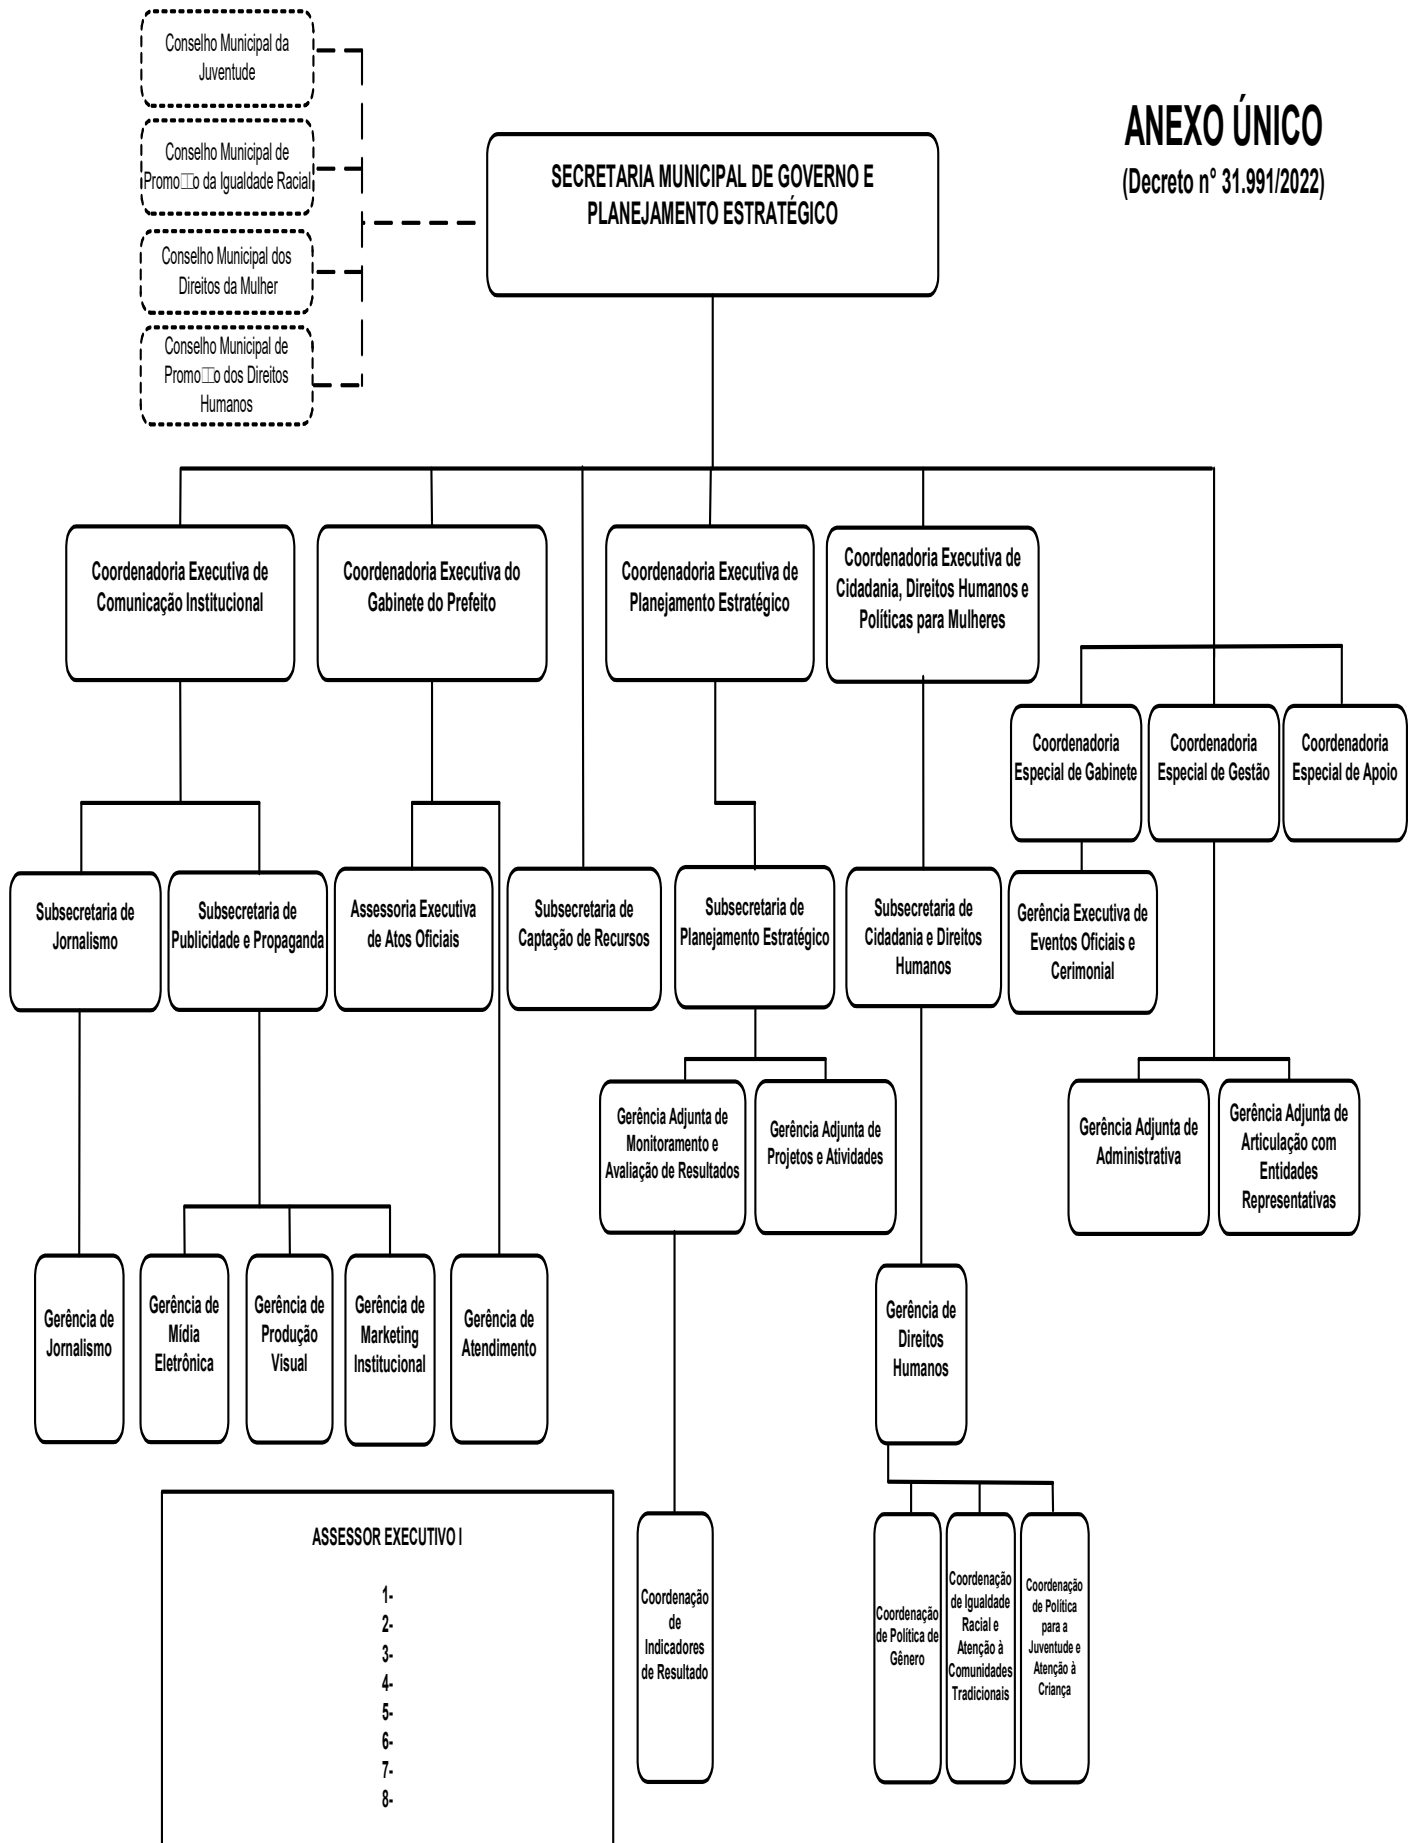 Conselho Municipal da
Juventude
Conselho Municipal de
Promo□□o da Igualdade Racial
Conselho Municipal dos
Direitos da Mulher
Conselho Municipal de
Promo□□o dos Direitos
Humanos
ANEXO ÚNICO
(Decreto n° 31.991/2022)
SECRETARIA MUNICIPAL DE GOVERNO E
PLANEJAMENTO ESTRATÉGICO
Coordenadoria Executiva de
Comunicação Institucional
Coordenadoria Executiva do
Gabinete do Prefeito
Coordenadoria Executiva de
Planejamento Estratégico
Coordenadoria Executiva de
Cidadania, Direitos Humanos e
Políticas para Mulheres
Coordenadoria
Especial de Gabinete
Coordenadoria
Especial de Gestão
Coordenadoria
Especial de Apoio
Subsecretaria de
Jornalismo
Subsecretaria de
Publicidade e Propaganda
Assessoria Executiva
de Atos Oficiais
Subsecretaria de
Captação de Recursos
Subsecretaria de
Planejamento Estratégico
Subsecretaria de
Cidadania e Direitos
Humanos
Gerência Executiva de
Eventos Oficiais e
Cerimonial
Gerência Adjunta de
Monitoramento e
Avaliação de Resultados
Gerência Adjunta de
Projetos e Atividades
Gerência Adjunta de
Administrativa
Gerência Adjunta de
Articulação com
Entidades
Representativas
Gerência de
Jornalismo
Gerência de
Mídia
Eletrônica
Gerência de
Produção
Visual
Gerência de
Marketing
Institucional
Gerência de
Atendimento
Gerência de
Direitos
Humanos
ASSESSOR EXECUTIVO I
1-
2-
3-
4-
5-
6-
7-
8-
Coordenação
de
Indicadores
de Resultado
Coordenação
de Política de
Gênero
Coordenação
de Igualdade
Racial e
Atenção à
Comunidades
Tradicionais
Coordenação
de Política
para a
Juventude e
Atenção à
Criança